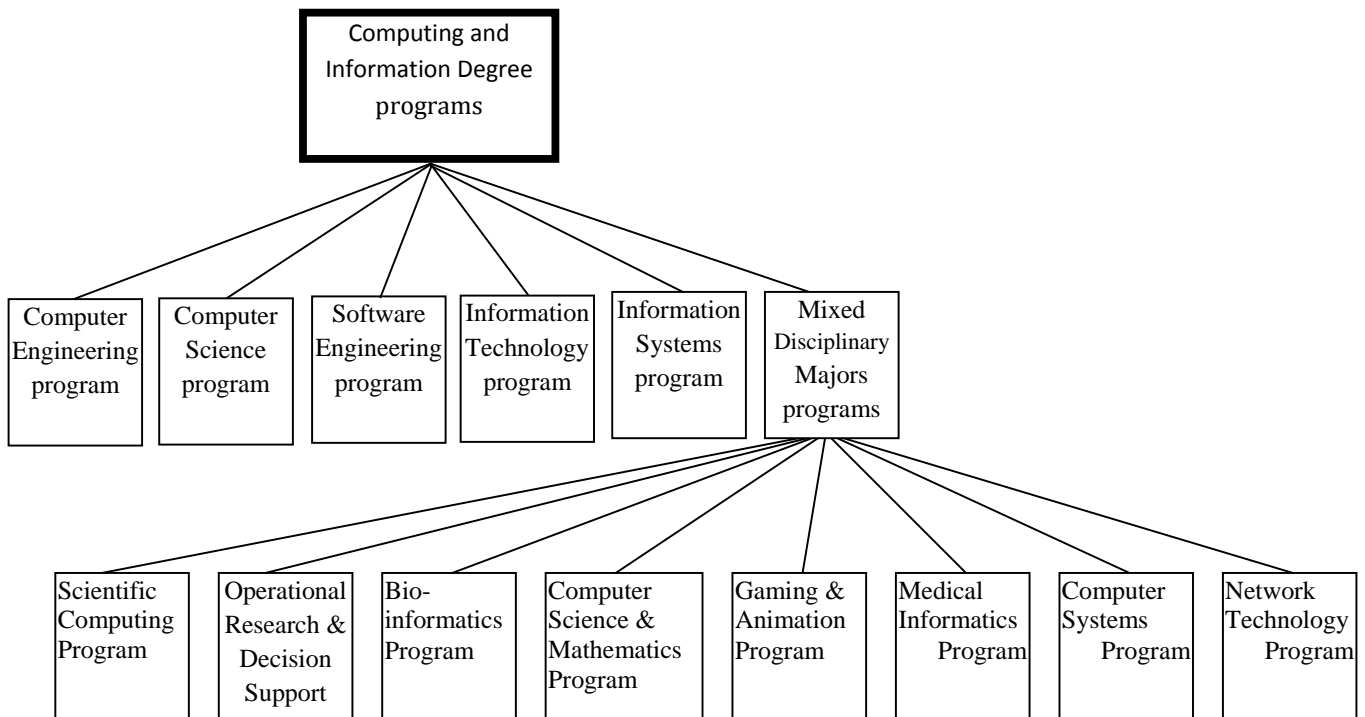 Computing and
Information Degree
programs
Computer
Engineering
program
Computer
Science
program
Software
Engineering
program
Information
Technology
program
Information
Systems
program
Mixed
Disciplinary
Majors
programs
Scientific
Computing
Program
Operational
Research &
Decision
Support
Bio-
informatics
Program
Computer
Science &
Mathematics
Program
Gaming &
Animation
Program
Medical
Informatics
Program
Computer
Systems
Program
Network
Technology
Program